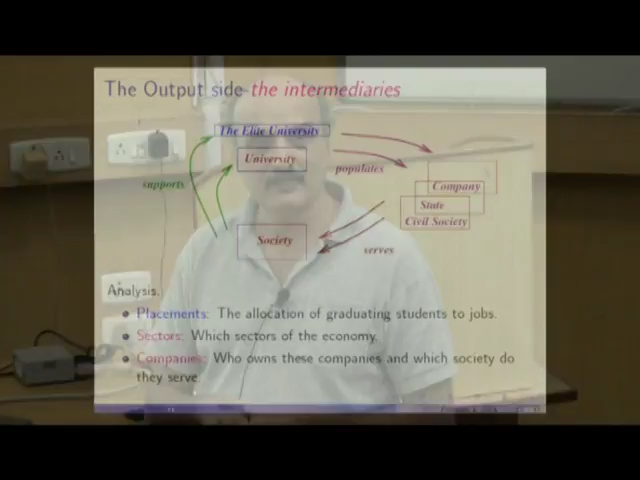 The Output side-the intermediaries
The Elite University
University
supports
populates
Company
State
Civil Society
Society
serves
Analysis.
Placements: The allocation of graduating students to jobs.
Sectors: Which sectors of the economy.
Companies: Who owns these companies and which society do
they serve.